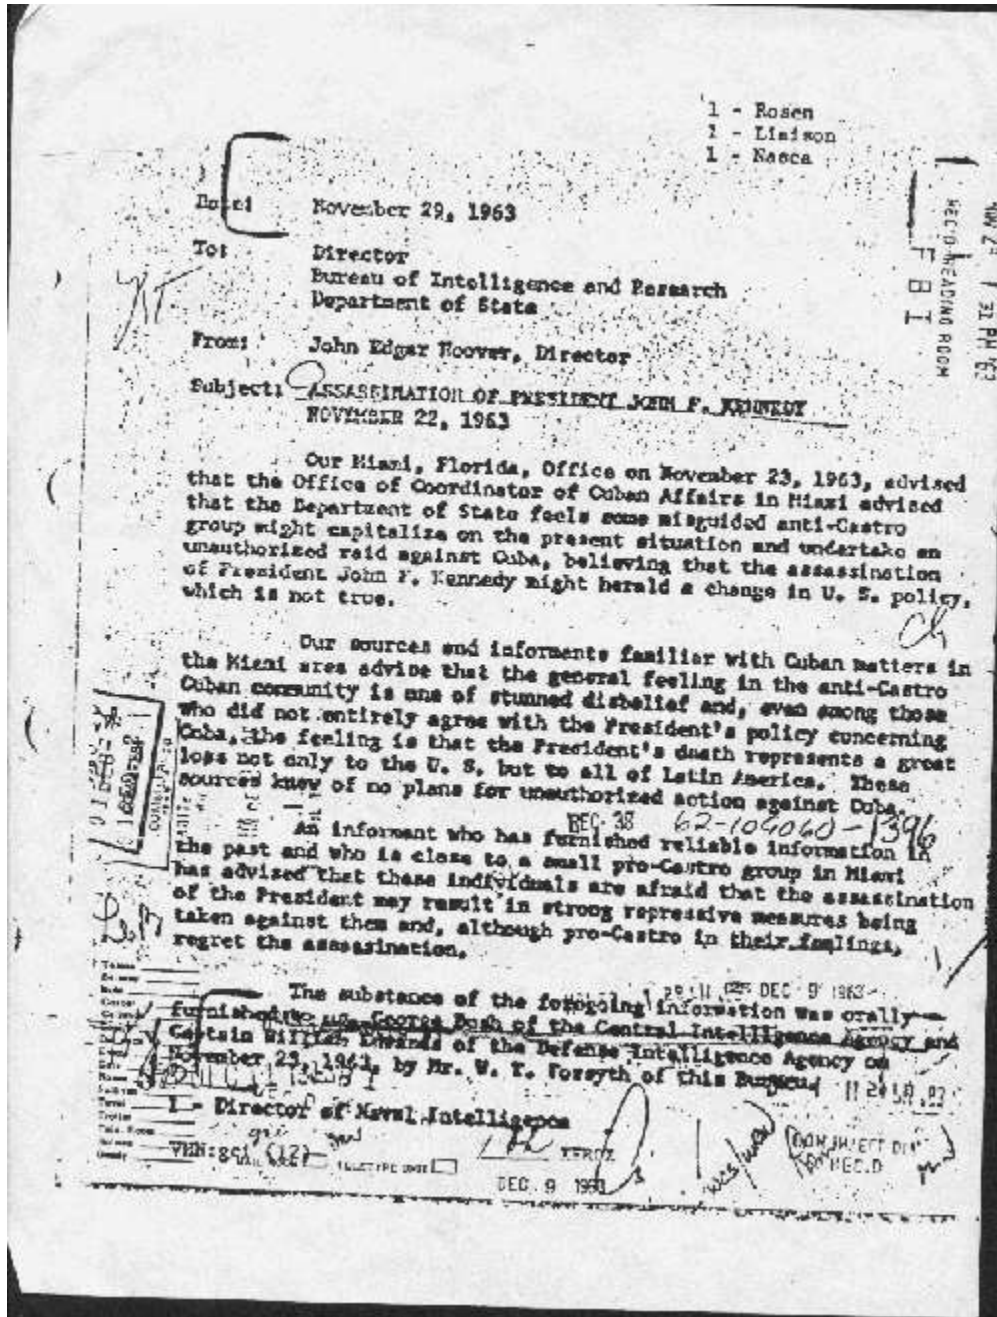 1 - Rosen
1 - Liaison
1 - Nasca
Date: November 29, 1963
To: Director
Bureau of Intelligence and Research
Department of State
From: John Edgar Hoover, Director
Subject: ASSASSINATION OF PRESIDENT JOHN F. KENNEDY
NOVEMBER 22, 1963
REC'D READING ROOM
F B I
Our Miami, Florida, Office on November 23, 1963, advised
that the Office of Coordinator of Cuban Affairs in Miami advised
that the Department of State feels some misguided anti-Castro
group might capitalize on the present situation and undertake an
unauthorized raid against Cuba, believing that the assassination
of President John F. Kennedy might herald a change in U. S. policy,
which is not true.
Our sources and informants familiar with Cuban matters in
the Miami area advise that the general feeling in the anti-Castro
Cuban community is one of stunned disbelief and, even among those
who did not entirely agree with the President's policy concerning
Cuba, the feeling is that the President's death represents a great
loss not only to the U. S. but to all of Latin America. These
sources know of no plans for unauthorized action against Cuba.
REC-38 62-109060-1396
An informant who has furnished reliable information in
the past and who is close to a small pro-Castro group in Miami
has advised that these individuals are afraid that the assassination
of the President may result in strong repressive measures being
taken against them and, although pro-Castro in their feelings,
regret the assassination.
DEC 9 1963
The substance of the foregoing information was orally
furnished to Mr. George Bush of the Central Intelligence Agency and
Captain William Edwards of the Defense Intelligence Agency on
November 23, 1963, by Mr. W. T. Forsyth of this Bureau.
1 - Director of Naval Intelligence
VHN:gci (12)
MAIL ROOM TELETYPE UNIT
XEROX
DEC 9 1963
REC'D